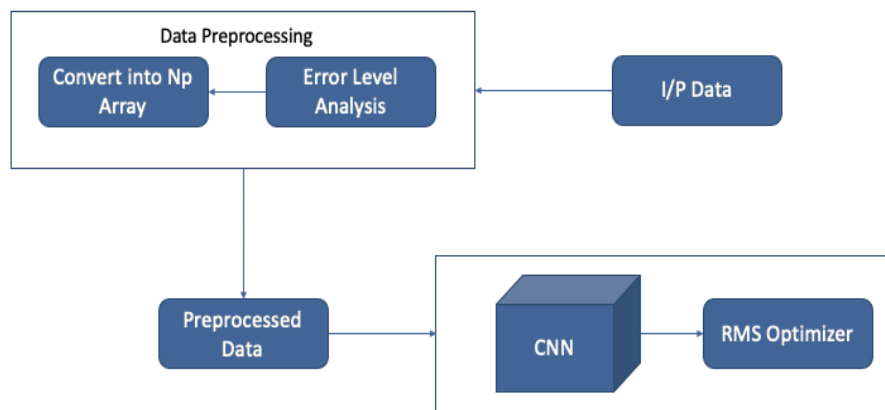 Data Preprocessing
Convert into Np
Array
Error Level
Analysis
I/P Data
Preprocessed
Data
CNN
RMS Optimizer